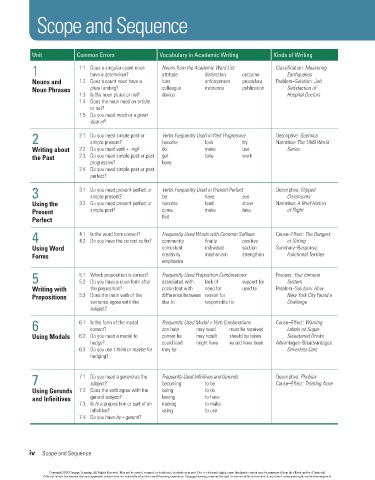 Scope and Sequence
Unit Common Errors Vocabulary in Academic Writing Kinds of Writing
1
Nouns and
Noun Phrases
1.1 Does a singular count noun
have a determiner?
1.2 Does a count noun have a
plural ending?
1.3 Is the noun plural or not?
1.4 Does the noun need an article
or not?
1.5 Do you need
Nouns from the Academic Word List
attitude distinction outcome
bias enforcement procedure
colleague incidence publication
device
Classification: Measuring
Earthquakes
Problem–Solution: Job
Satisfaction of
Hospital Doctors
2
Writing about
the Past
2.1 Do you need simple past or
simple present?
2.2 Do you need verb + -ing?
2.3 Do you need simple past or past
progressive?
2.4 Do you need simple past or past
perfect?
Verbs Frequently Used in Past Progressive
become look try
do make use
get take work
have
Descriptive: Guernica
Narrative: The 1989 World
Series
3
Using the
Present
Perfect
3.1 Do you need present perfect or
simple present?
3.2 Do you need present perfect or
simple past?
Verbs Frequently Used in Present Perfect
be have see
become lead show
come make take
find
Descriptive: Flipped
Classrooms
Narrative: A Brief History
of Flight
4
Using Word
Forms
4.1 Is the word form correct?
4.2 Do you have the correct suffix?
Frequently Used Words with Common Suffixes
community finally positive
consistent individual section
creativity mechanism strengthen
emphasize
Cause–Effect: The Dangers
of Sitting
Summary–Response:
Functional Textiles
5
Writing with
Prepositions
5.1 Which preposition is correct?
5.2 Do you have a noun form after
the preposition?
5.3 Does the main verb of the
sentence agree with the
subject?
Frequently Used Preposition Combinations
associated with lack of support for
consistent with need for used to
difference between reason for
due to responsible for
Process: Your Immune
System
Problem–Solution: How
New York City Faced a
Challenge
6
Using Modals
6.1 Is the form of the modal
correct?
6.2 Do you need a modal to
hedge?
6.3 Do you use I think or maybe for
hedging?
Frequently Used Modal + Verb Combinations
can help may need must be received
cannot be may result should be taken
could lead might have would have been
may be
Cause–Effect: Warning
Labels on Sugar-
Sweetened Drinks
Advantages–Disadvantages:
Driverless Cars
7
Using Gerunds
and Infinitives
7.1 Do you need a gerund as the
subject?
7.2 Does the verb agree with the
gerund subject?
7.3 Is to a preposition or part of an
infinitive?
7.4 Do you have by + gerund?
Frequently Used Infinitives and Gerunds
becoming to be
being to do
having to have
making to make
using to use
Descriptive: Phobias
Cause–Effect: Treating Acne
iv Scope and Sequence